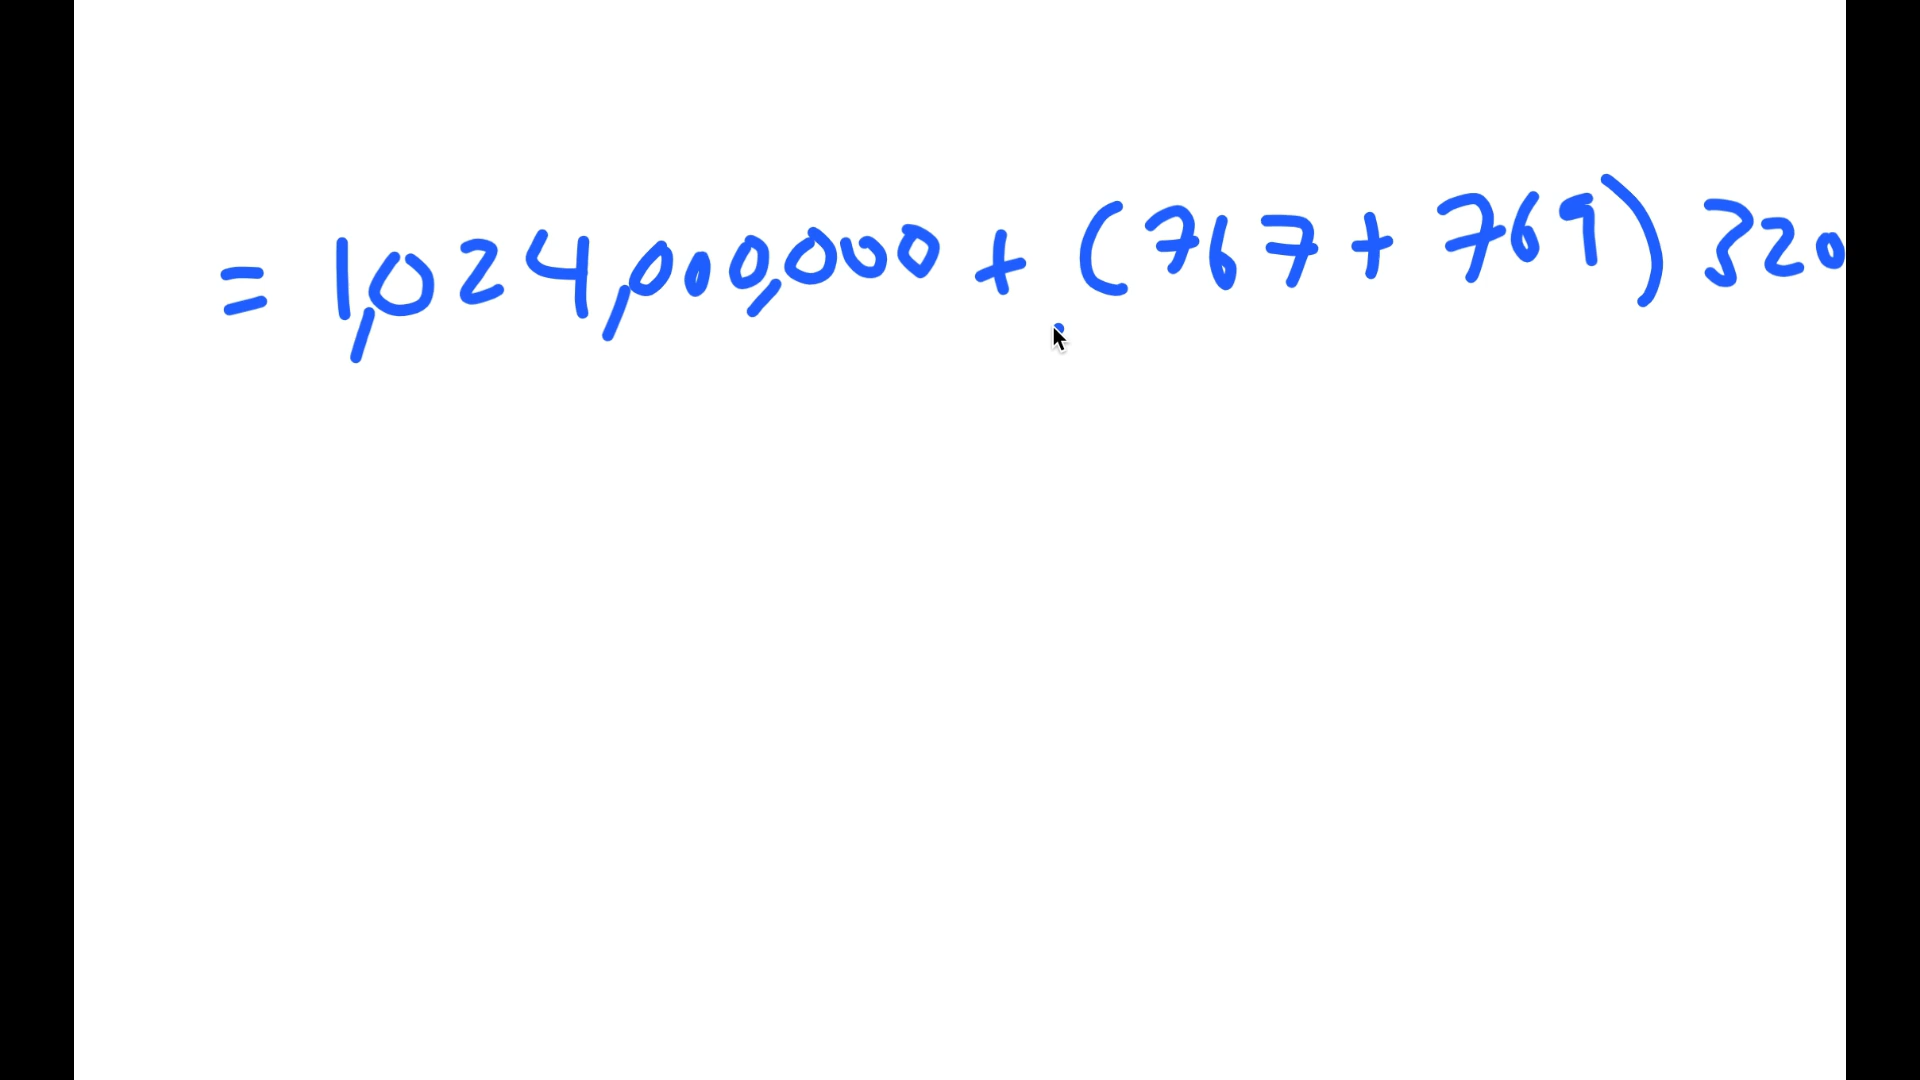 = 1,024,000,000 + (767 + 769) 320